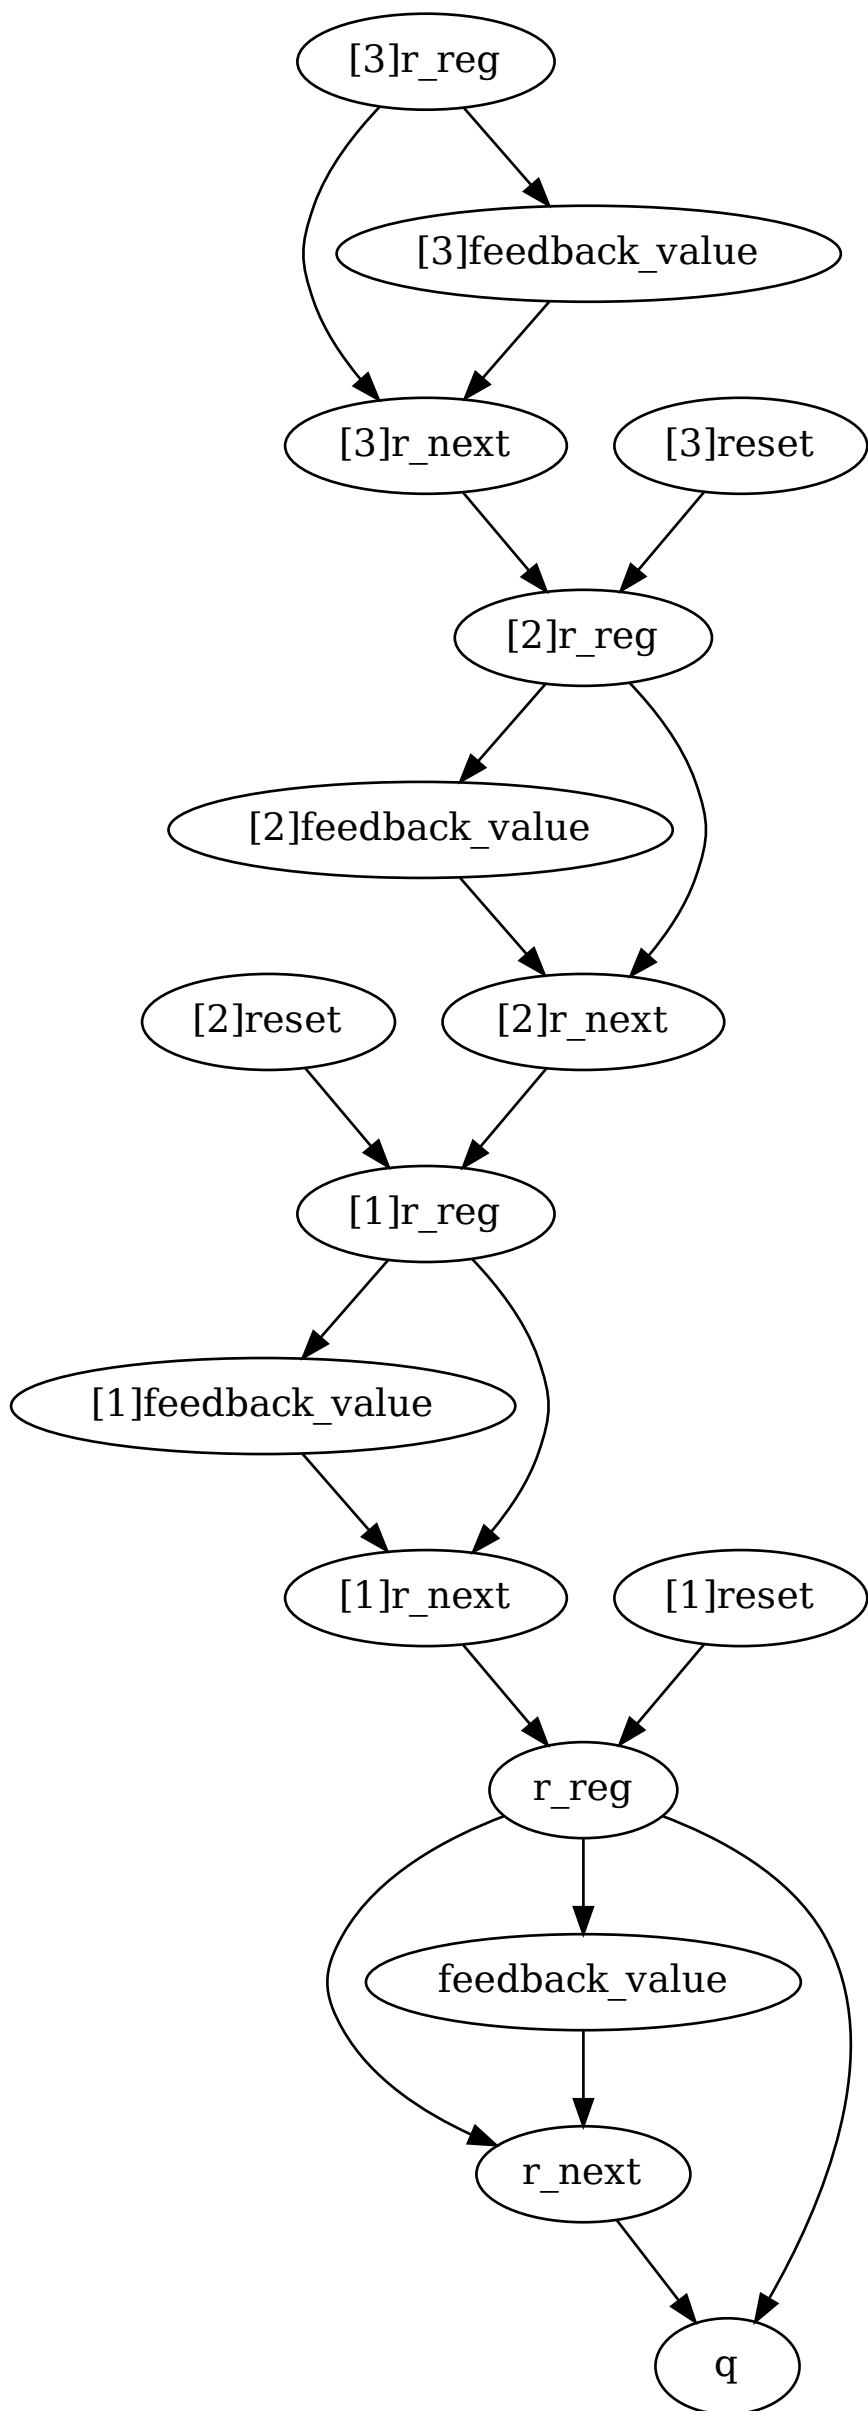 [3]r_reg
[3]feedback_value
[3]r_next
[3]reset
[2]r_reg
[2]feedback_value
[2]reset
[2]r_next
[1]r_reg
[1]feedback_value
[1]r_next
[1]reset
r_reg
feedback_value
r_next
q